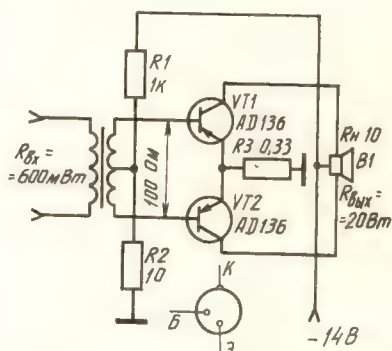 R1
1к
VT1
AD136
Rн 10
R3 0,33
B1
Rвх=
=600мВт
100 Ом
Rвых=
=20Вт
VT2
AD136
R2
10
К
Б
Э
-14В